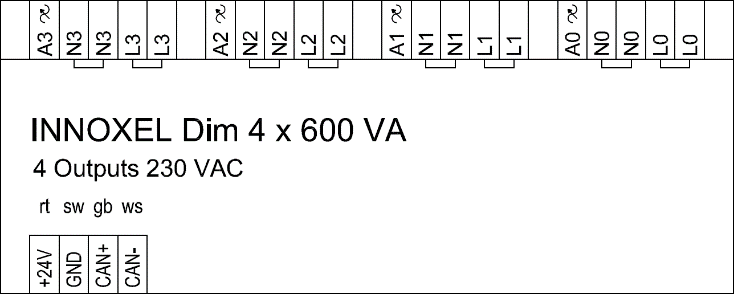 A3 N3 N3 L3 L3 A2 N2 N2 L2 L2 A1 N1 N1 L1 L1 A0 N0 N0 L0 L0
INNOXEL Dim 4 x 600 VA
4 Outputs 230 VAC
rt sw gb ws
+24V GND CAN+ CAN-